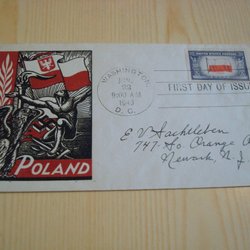 WASHINGTON
JUN.
22
9:00 AM
1943
D. C.
UNITED STATES POSTAGE
FIRST DAY OF ISSUE
POLAND
E V Sachtleben
747-So Orange
Newark, N. J